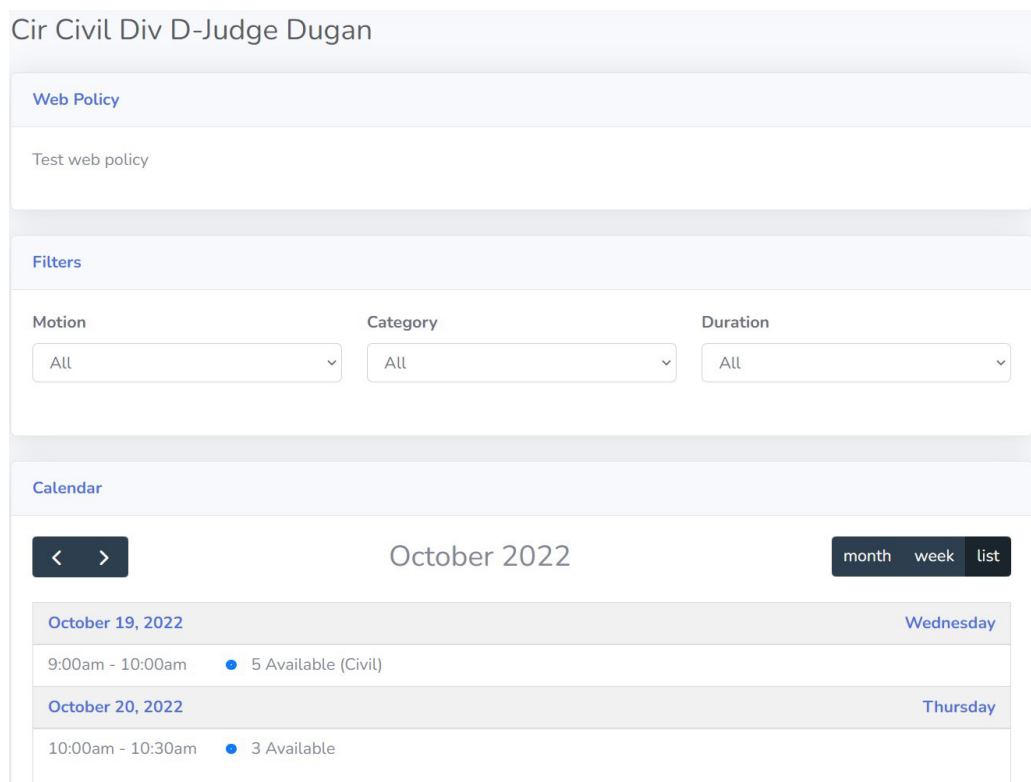 Cir Civil Div D-Judge Dugan
Web Policy
Test web policy
Filters
Motion Category Duration
All All All
Calendar
October 2022 month week list
October 19, 2022 Wednesday
9:00am - 10:00am 5 Available (Civil)
October 20, 2022 Thursday
10:00am - 10:30am 3 Available